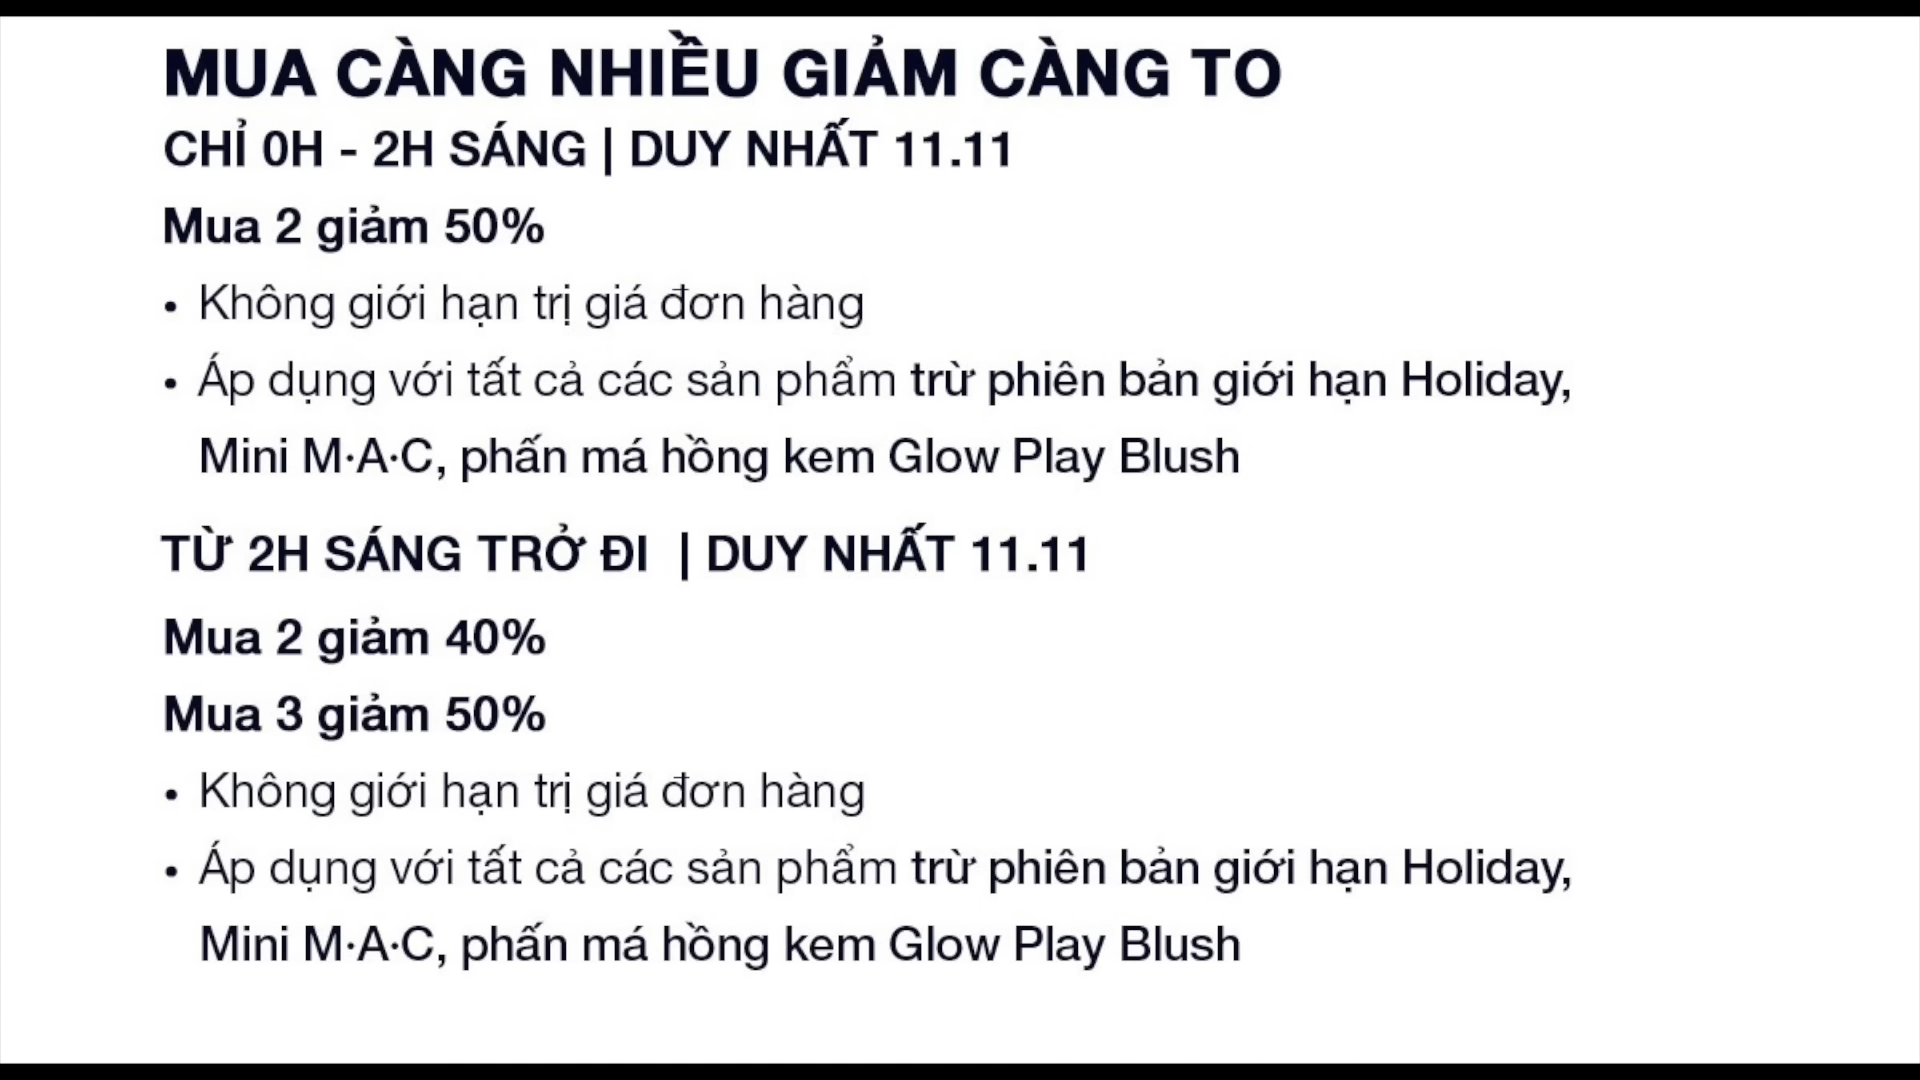 MUA CÀNG NHIỀU GIẢM CÀNG TO
CHỈ 0H - 2H SÁNG | DUY NHẤT 11.11
Mua 2 giảm 50%
• Không giới hạn trị giá đơn hàng
• Áp dụng với tất cả các sản phẩm trừ phiên bản giới hạn Holiday,
Mini M·A·C, phấn má hồng kem Glow Play Blush
TỪ 2H SÁNG TRỞ ĐI | DUY NHẤT 11.11
Mua 2 giảm 40%
Mua 3 giảm 50%
• Không giới hạn trị giá đơn hàng
• Áp dụng với tất cả các sản phẩm trừ phiên bản giới hạn Holiday,
Mini M·A·C, phấn má hồng kem Glow Play Blush